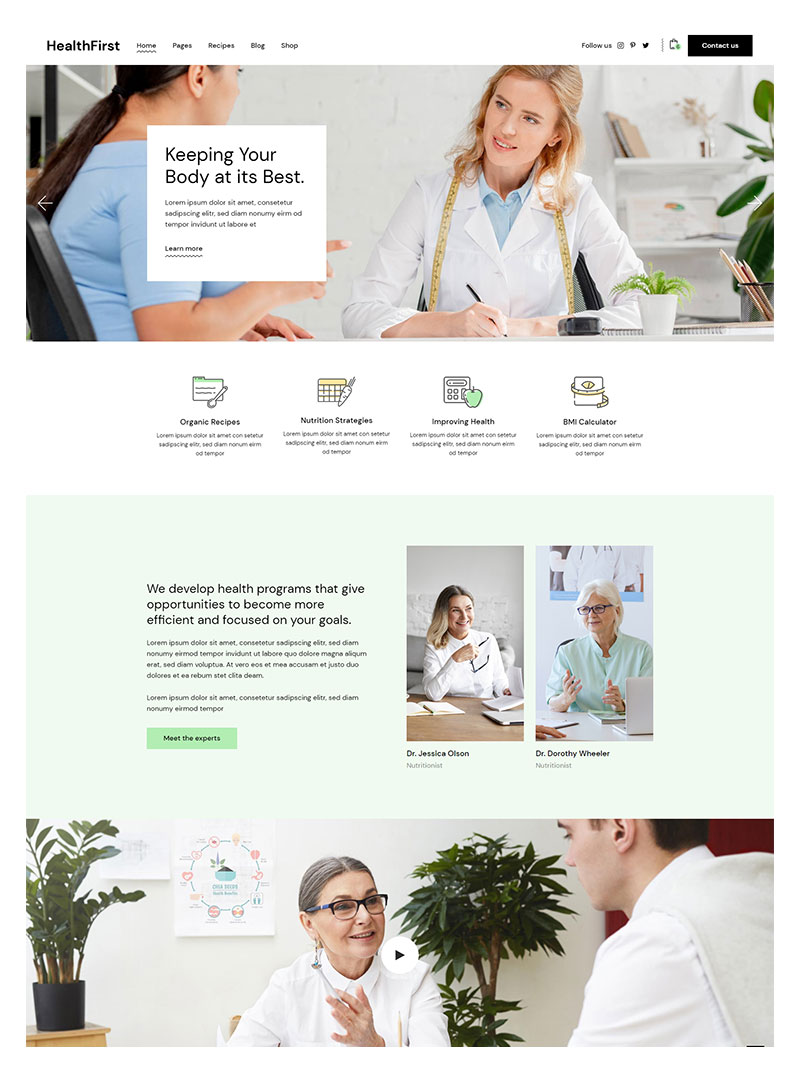 HealthFirst Home Pages Recipes Blog Shop Follow us Contact us
Keeping Your
Body at its Best.
Lorem ipsum dolor sit amet, consetetur
sadipscing elitr, sed diam nonumy eirm od
tempor invidunt ut labore et
Learn more
Organic Recipes
Lorem ipsum dolor sit amet con setetur
sadipscing elitr, sed diam nonum eirm
od tempor
Nutrition Strategies
Lorem ipsum dolor sit amet con setetur
sadipscing elitr, sed diam nonum eirm
od tempor
Improving Health
Lorem ipsum dolor sit amet con setetur
sadipscing elitr, sed diam nonum eirm
od tempor
BMI Calculator
Lorem ipsum dolor sit amet con setetur
sadipscing elitr, sed diam nonum eirm
od tempor
We develop health programs that give
opportunities to become more
efficient and focused on your goals.
Lorem ipsum dolor sit amet, consetetur sadipscing elitr, sed diam
nonumy eirmod tempor invidunt ut labore quo dolore magna aliqum
erat, sed diam voluptua. At vero eos et mea accusam et justo duo
dolores et ea rebum stet clita deam.
Lorem ipsum dolor sit amet, consetetur sadipscing elitr, sed diam
nonumy eirmod tempor
Meet the experts
Dr. Jessica Olson
Nutritionist
Dr. Dorothy Wheeler
Nutritionist
CHIA SEEDS
Health Benefits